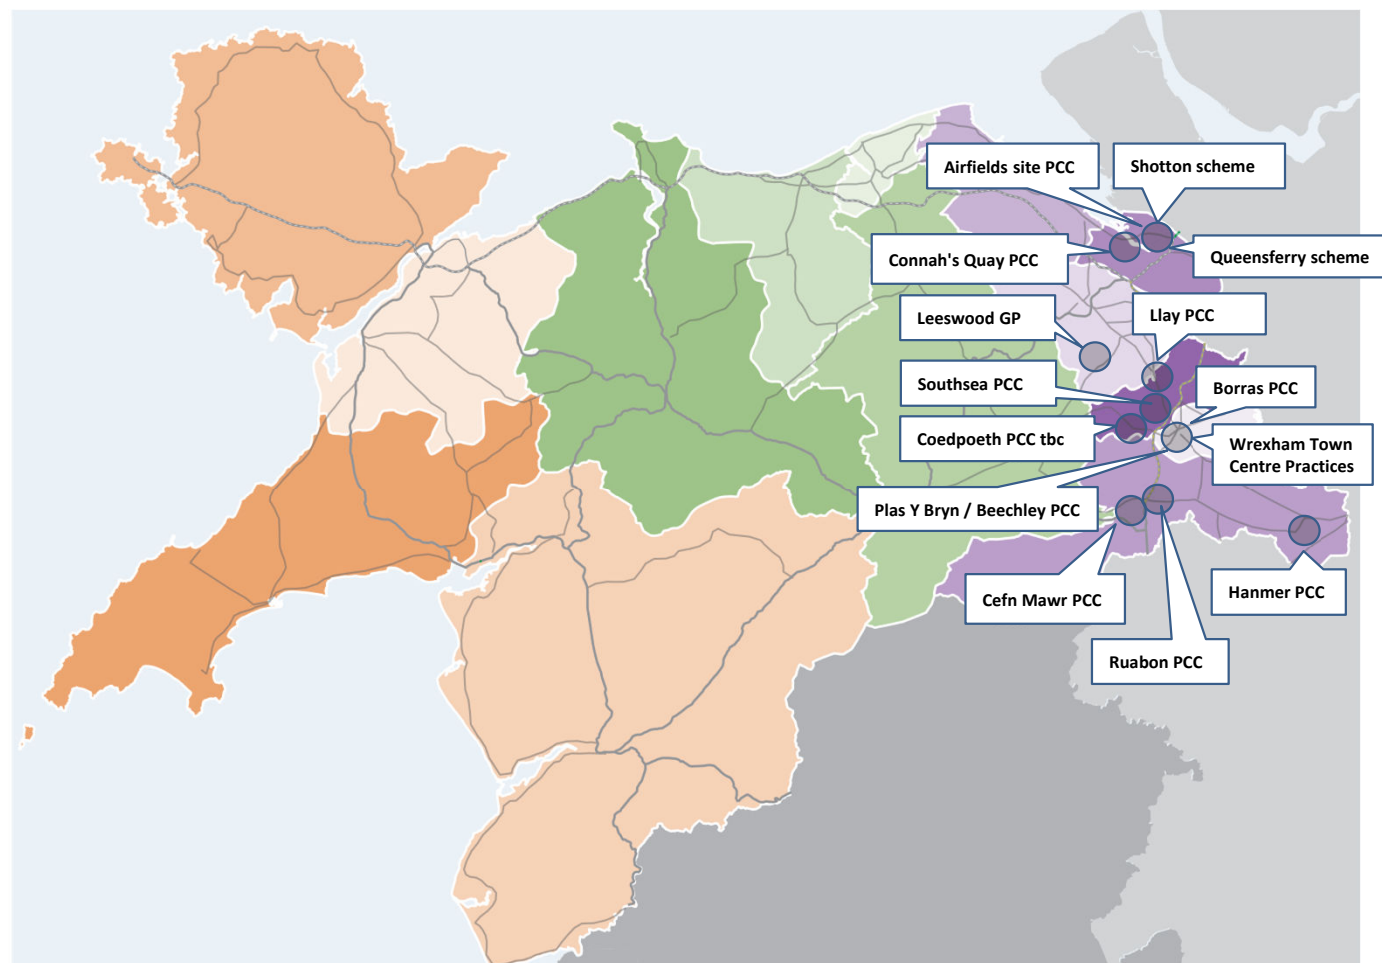 Airfields site PCC
Shotton scheme
Connah's Quay PCC
Queensferry scheme
Leeswood GP
Llay PCC
Southsea PCC
Borras PCC
Coedpoeth PCC tbc
Wrexham Town
Centre Practices
Plas Y Bryn / Beechley PCC
Cefn Mawr PCC
Hanmer PCC
Ruabon PCC